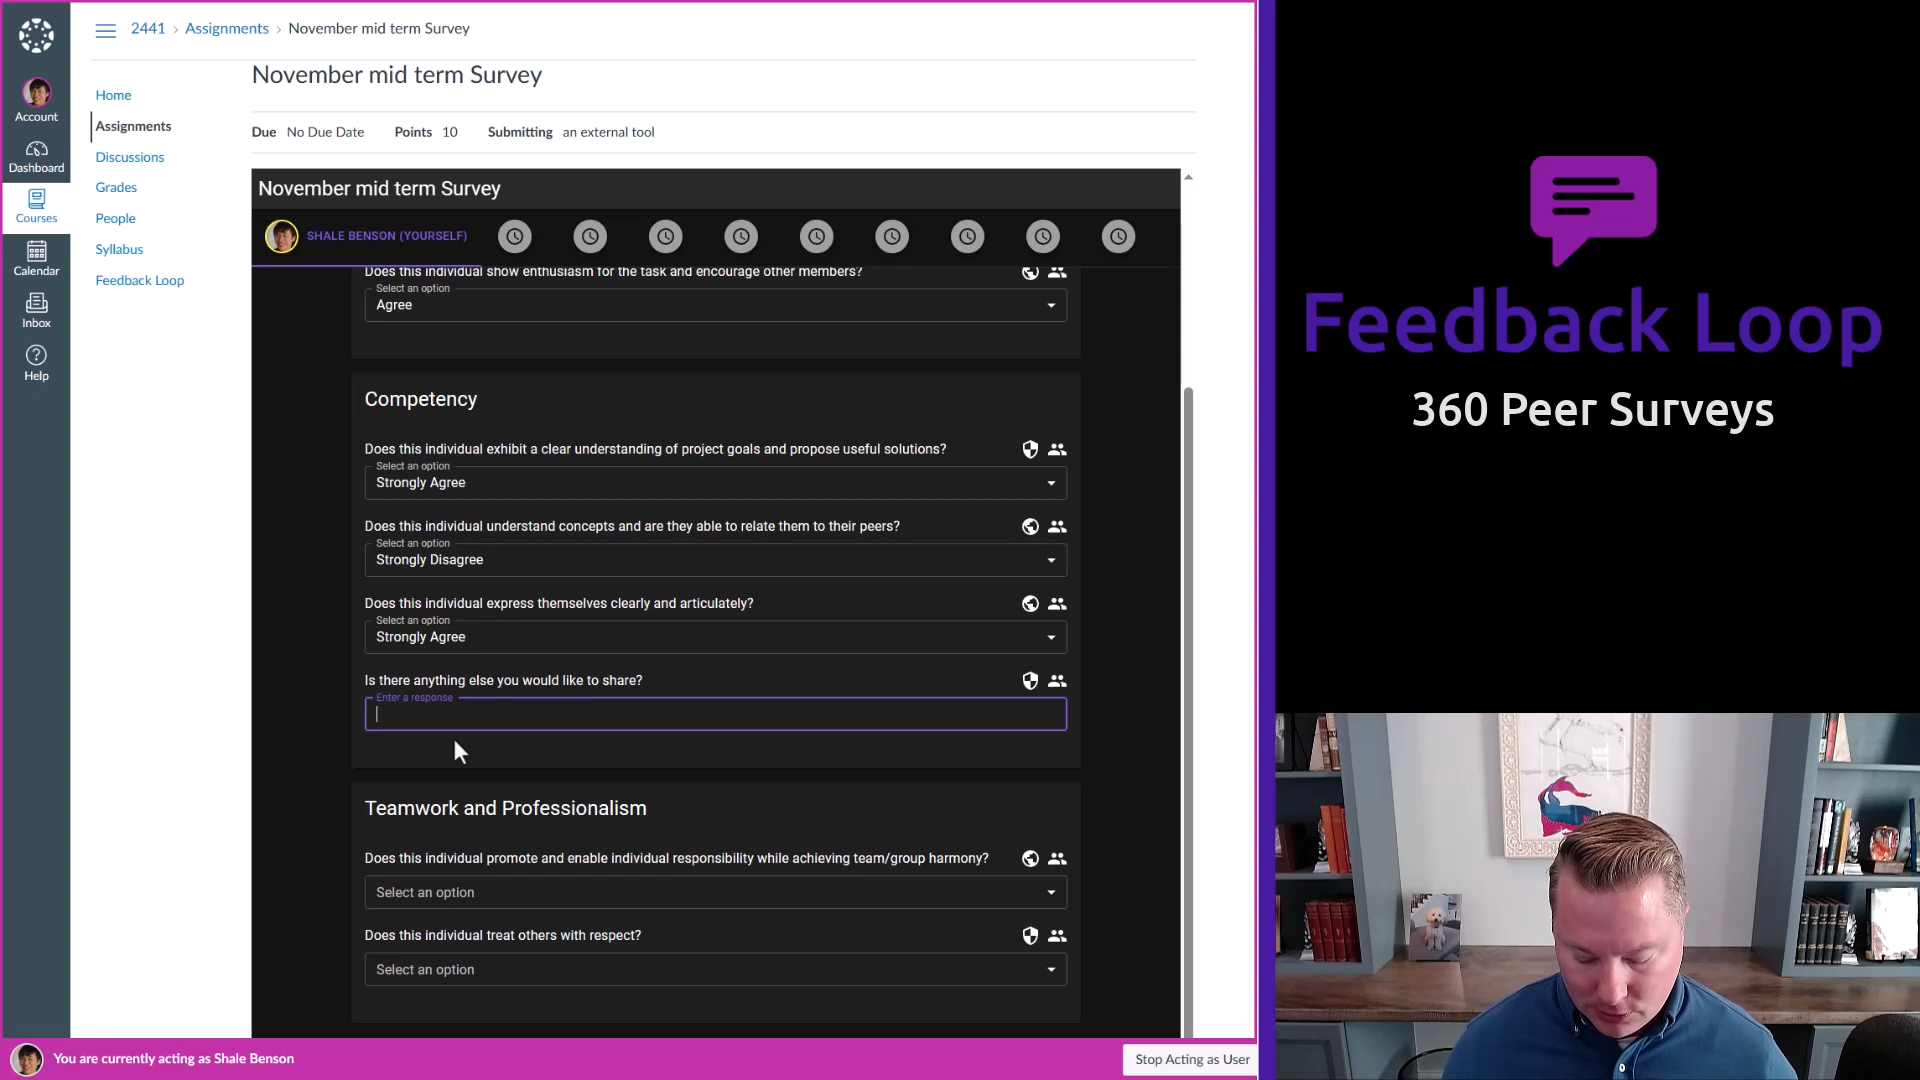 2441 › Assignments › November mid term Survey
November mid term Survey
Account
Dashboard
Courses
Calendar
Inbox
Help
Home
Assignments
Discussions
Grades
People
Syllabus
Feedback Loop
Due No Due Date Points 10 Submitting an external tool
November mid term Survey
SHALE BENSON (YOURSELF)
Does this individual show enthusiasm for the task and encourage other members?
Select an option
Agree
Competency
Does this individual exhibit a clear understanding of project goals and propose useful solutions?
Select an option
Strongly Agree
Does this individual understand concepts and are they able to relate them to their peers?
Select an option
Strongly Disagree
Does this individual express themselves clearly and articulately?
Select an option
Strongly Agree
Is there anything else you would like to share?
Enter a response
Teamwork and Professionalism
Does this individual promote and enable individual responsibility while achieving team/group harmony?
Select an option
Does this individual treat others with respect?
Select an option
You are currently acting as Shale Benson
Stop Acting as User
Feedback Loop
360 Peer Surveys